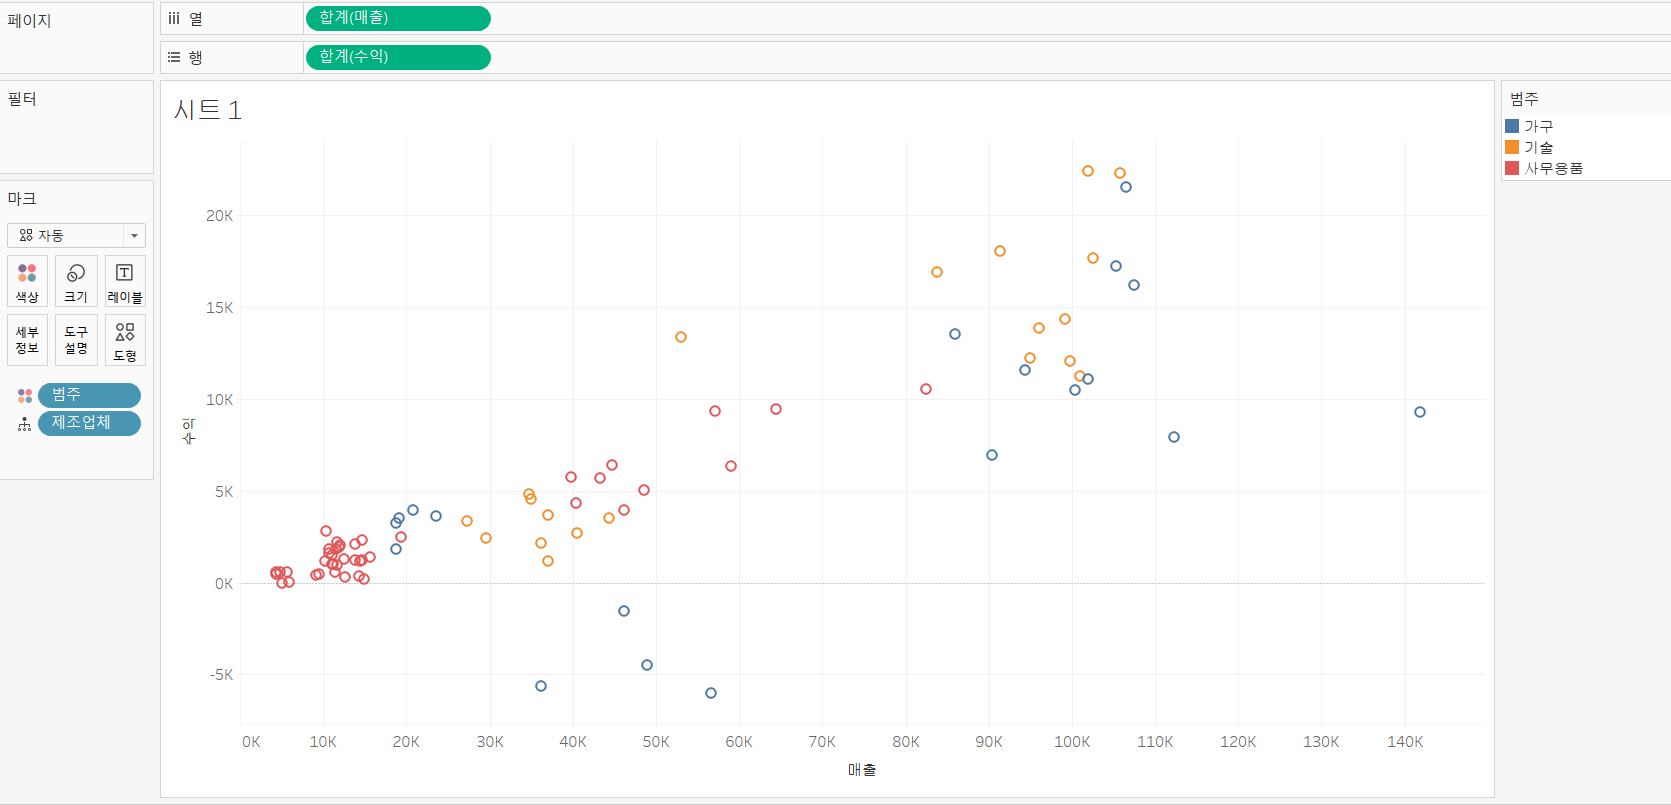 페이지
열
합계(매출)
행
합계(수익)
필터
마크
자동
색상
크기
레이블
세부
정보
도구
설명
도형
범주
제조업체
시트 1
수익
20K
15K
10K
5K
0K
-5K
0K
10K
20K
30K
40K
50K
60K
70K
80K
90K
100K
110K
120K
130K
140K
매출
범주
가구
기술
사무용품